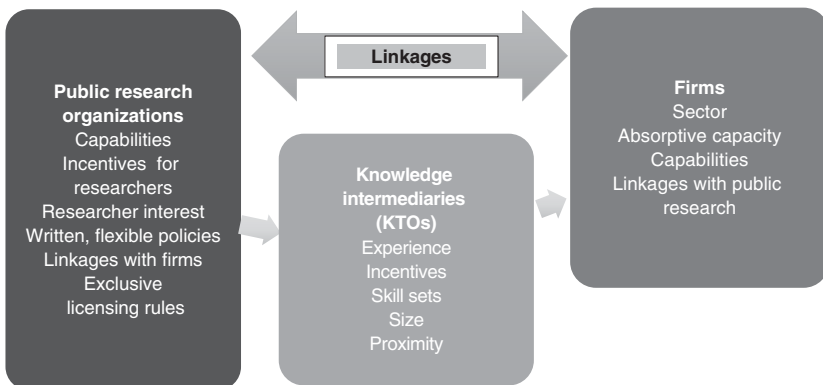 Linkages
Public research
organizations
Capabilities
Incentives for
researchers
Researcher interest
Written, flexible policies
Linkages with firms
Exclusive
licensing rules
Knowledge
intermediaries
(KTOs)
Experience
Incentives
Skill sets
Size
Proximity
Firms
Sector
Absorptive capacity
Capabilities
Linkages with public
research